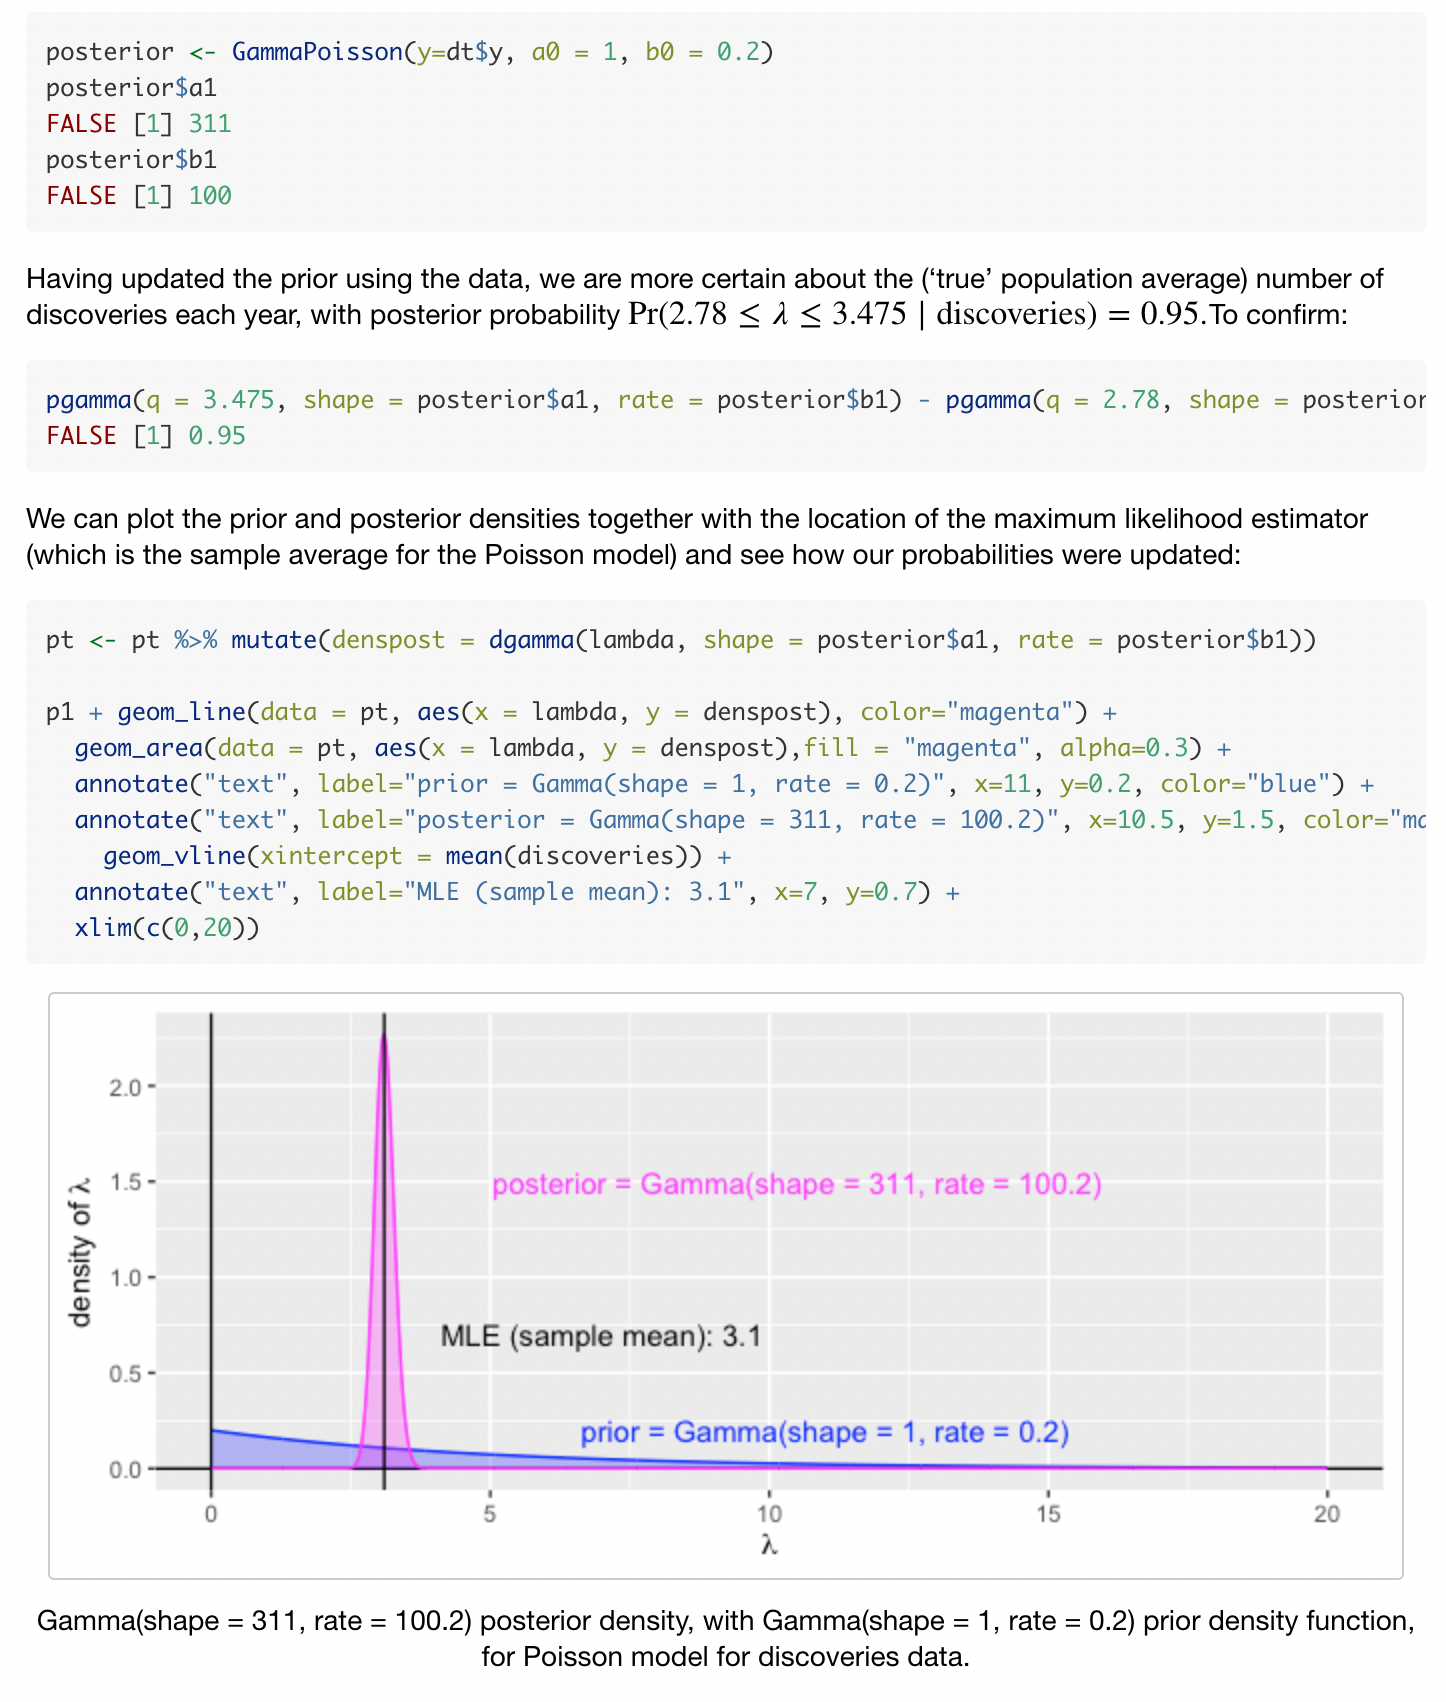 posterior <- GammaPoisson(y=dt$y, a0 = 1, b0 = 0.2)
posterior$a1
FALSE [1] 311
posterior$b1
FALSE [1] 100
Having updated the prior using the data, we are more certain about the (‘true’ population average) number of
discoveries each year, with posterior probability Pr(2.78 ≤ λ ≤ 3.475 | discoveries) = 0.95.To confirm:
pgamma(q = 3.475, shape = posterior$a1, rate = posterior$b1) - pgamma(q = 2.78, shape = posterior
FALSE [1] 0.95
We can plot the prior and posterior densities together with the location of the maximum likelihood estimator
(which is the sample average for the Poisson model) and see how our probabilities were updated:
pt <- pt %>% mutate(denspost = dgamma(lambda, shape = posterior$a1, rate = posterior$b1))
p1 + geom_line(data = pt, aes(x = lambda, y = denspost), color="magenta") +
geom_area(data = pt, aes(x = lambda, y = denspost),fill = "magenta", alpha=0.3) +
annotate("text", label="prior = Gamma(shape = 1, rate = 0.2)", x=11, y=0.2, color="blue") +
annotate("text", label="posterior = Gamma(shape = 311, rate = 100.2)", x=10.5, y=1.5, color="ma
geom_vline(xintercept = mean(discoveries)) +
annotate("text", label="MLE (sample mean): 3.1", x=7, y=0.7) +
xlim(c(0,20))
density of λ
2.0
1.5
1.0
0.5
0.0
posterior = Gamma(shape = 311, rate = 100.2)
MLE (sample mean): 3.1
prior = Gamma(shape = 1, rate = 0.2)
0 5 10 15 20
λ
Gamma(shape = 311, rate = 100.2) posterior density, with Gamma(shape = 1, rate = 0.2) prior density function,
for Poisson model for discoveries data.